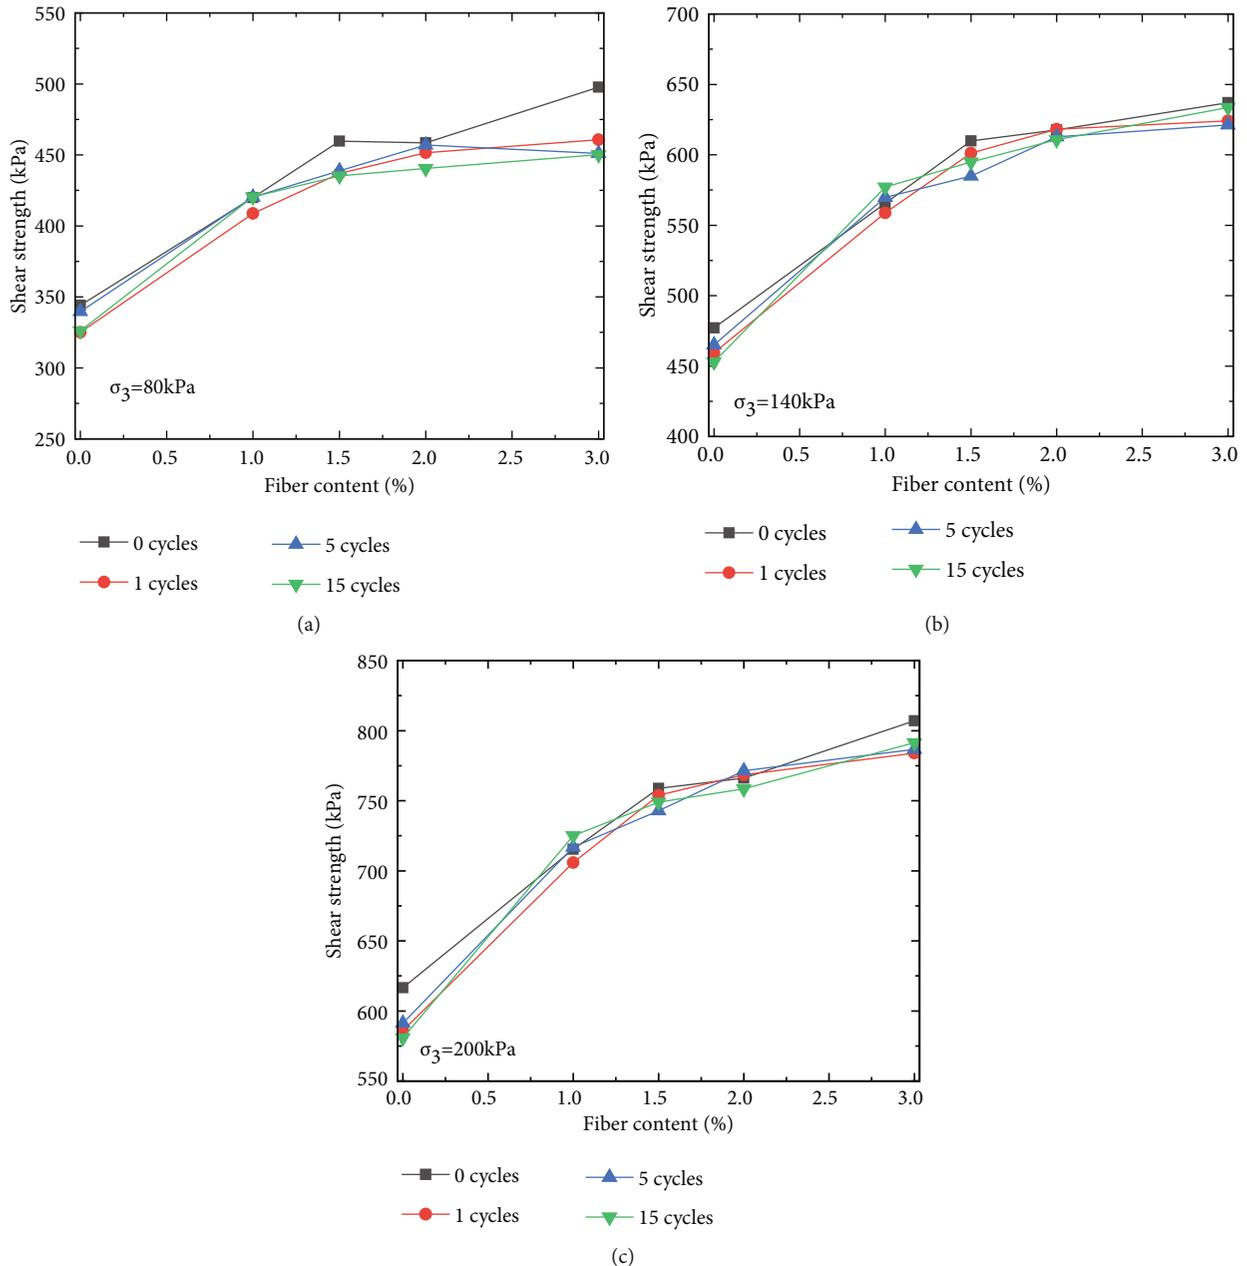 550
500
450
400
350
300
250
Shear strength (kPa)
σ3=80kPa
0.0 0.5 1.0 1.5 2.0 2.5 3.0
Fiber content (%)
0 cycles
5 cycles
1 cycles
15 cycles
(a)
700
650
600
550
500
450
400
Shear strength (kPa)
σ3=140kPa
0.0 0.5 1.0 1.5 2.0 2.5 3.0
Fiber content (%)
0 cycles
5 cycles
1 cycles
15 cycles
(b)
850
800
750
700
650
600
550
Shear strength (kPa)
σ3=200kPa
0.0 0.5 1.0 1.5 2.0 2.5 3.0
Fiber content (%)
0 cycles
5 cycles
1 cycles
15 cycles
(c)